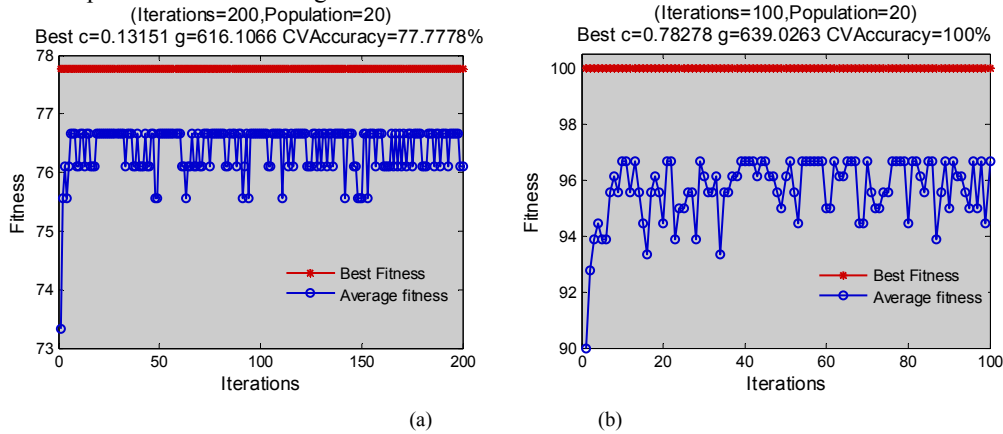 (Iterations=200,Population=20)
Best c=0.13151 g=616.1066 CVAccuracy=77.7778%
78
77
76
75
74
73
Fitness
Best Fitness
Average fitness
0 50 100 150 200
Iterations
(a)
(Iterations=100,Population=20)
Best c=0.78278 g=639.0263 CVAccuracy=100%
100
98
96
94
92
90
Fitness
Best Fitness
Average fitness
0 20 40 60 80 100
Iterations
(b)